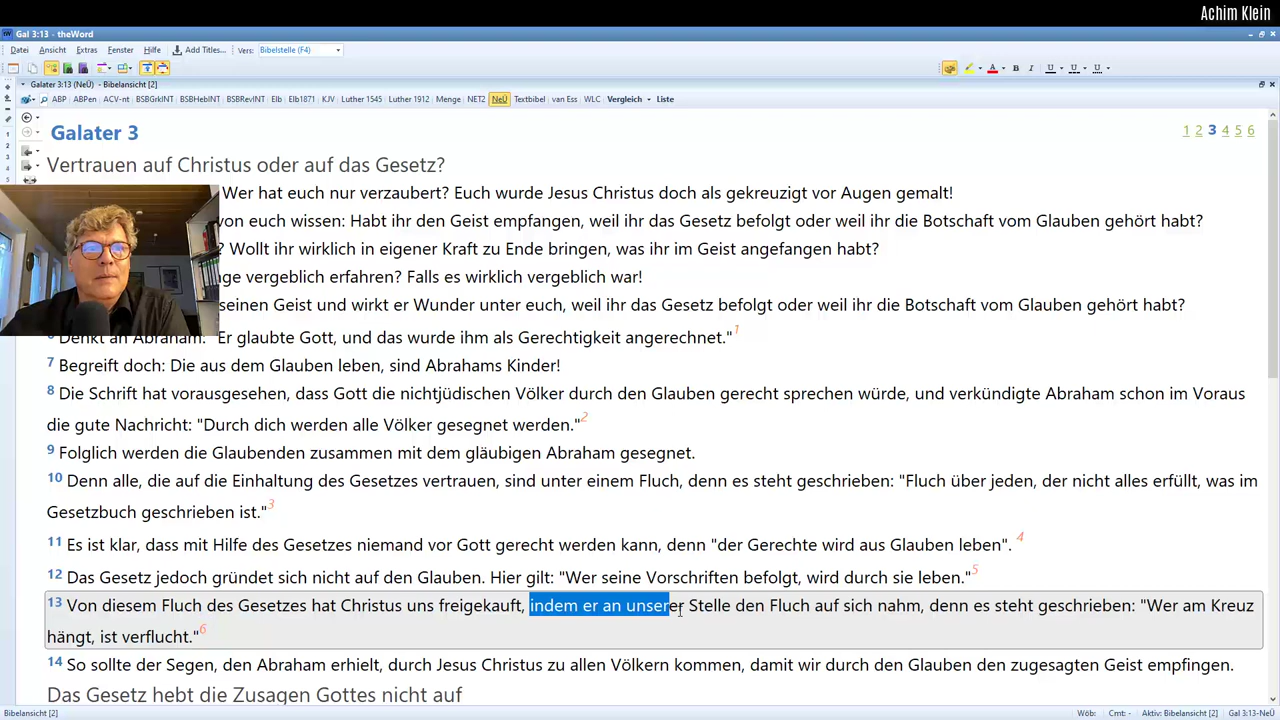 Achim Klein
Gal 3:13 - theWord
Datei Ansicht Extras Fenster Hilfe Add Titles... Vers: Bibelstelle (F4)
Galater 3:13 (NeÜ) - Bibelansicht [2]
ABP ABPen ACV-nt BSBGrkINT BSBHebINT BSBRevINT Elb Elb1871 KJV Luther 1545 Luther 1912 Menge NET2 NeÜ Textbibel van Ess WLC Vergleich Liste
Galater 3
1 2 3 4 5 6
Vertrauen auf Christus oder auf das Gesetz?
Wer hat euch nur verzaubert? Euch wurde Jesus Christus doch als gekreuzigt vor Augen gemalt!
von euch wissen: Habt ihr den Geist empfangen, weil ihr das Gesetz befolgt oder weil ihr die Botschaft vom Glauben gehört habt?
? Wollt ihr wirklich in eigener Kraft zu Ende bringen, was ihr im Geist angefangen habt?
nge vergeblich erfahren? Falls es wirklich vergeblich war!
seinen Geist und wirkt er Wunder unter euch, weil ihr das Gesetz befolgt oder weil ihr die Botschaft vom Glauben gehört habt?
6 Denkt an Abraham: "Er glaubte Gott, und das wurde ihm als Gerechtigkeit angerechnet."1
7 Begreift doch: Die aus dem Glauben leben, sind Abrahams Kinder!
8 Die Schrift hat vorausgesehen, dass Gott die nichtjüdischen Völker durch den Glauben gerecht sprechen würde, und verkündigte Abraham schon im Voraus
die gute Nachricht: "Durch dich werden alle Völker gesegnet werden."2
9 Folglich werden die Glaubenden zusammen mit dem gläubigen Abraham gesegnet.
10 Denn alle, die auf die Einhaltung des Gesetzes vertrauen, sind unter einem Fluch, denn es steht geschrieben: "Fluch über jeden, der nicht alles erfüllt, was im
Gesetzbuch geschrieben ist."3
11 Es ist klar, dass mit Hilfe des Gesetzes niemand vor Gott gerecht werden kann, denn "der Gerechte wird aus Glauben leben". 4
12 Das Gesetz jedoch gründet sich nicht auf den Glauben. Hier gilt: "Wer seine Vorschriften befolgt, wird durch sie leben."5
13 Von diesem Fluch des Gesetzes hat Christus uns freigekauft, indem er an unserer Stelle den Fluch auf sich nahm, denn es steht geschrieben: "Wer am Kreuz
hängt, ist verflucht."6
14 So sollte der Segen, den Abraham erhielt, durch Jesus Christus zu allen Völkern kommen, damit wir durch den Glauben den zugesagten Geist empfingen.
Das Gesetz hebt die Zusagen Gottes nicht auf
Bibelansicht [2] Wöb: Cmt: - Aktiv: Bibelansicht [2] Gal 3:13-NeÜ